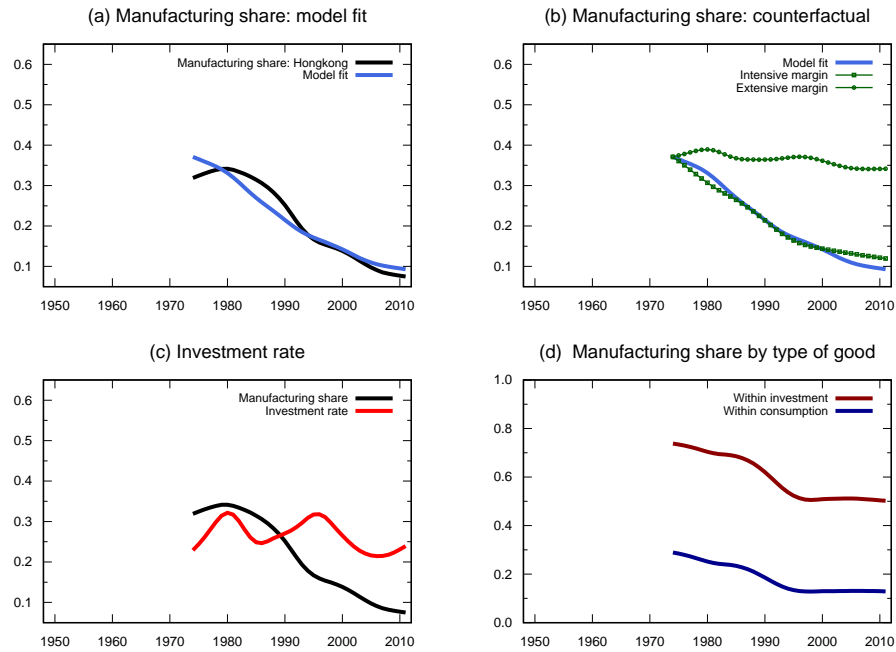 (a) Manufacturing share: model fit
0.6
0.5
0.4
0.3
0.2
0.1
1950 1960 1970 1980 1990 2000 2010
Manufacturing share: Hongkong
Model fit
(b) Manufacturing share: counterfactual
0.6
0.5
0.4
0.3
0.2
0.1
1950 1960 1970 1980 1990 2000 2010
Model fit
Intensive margin
Extensive margin
(c) Investment rate
0.6
0.5
0.4
0.3
0.2
0.1
1950 1960 1970 1980 1990 2000 2010
Manufacturing share
Investment rate
(d) Manufacturing share by type of good
1.0
0.8
0.6
0.4
0.2
0.0
1950 1960 1970 1980 1990 2000 2010
Within investment
Within consumption